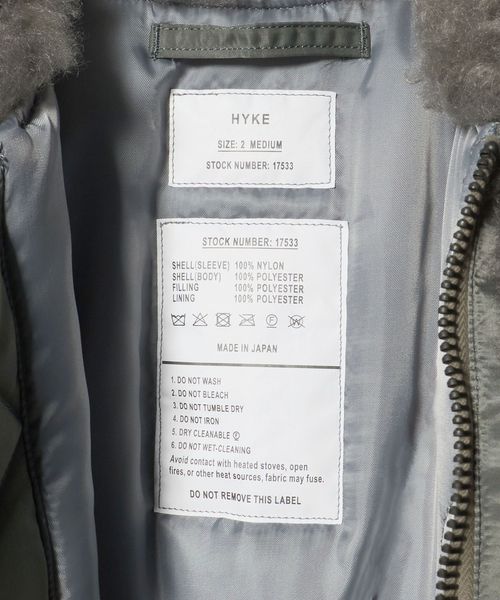 HYKE
SIZE: 2 MEDIUM
STOCK NUMBER: 17533
STOCK NUMBER: 17533
SHELL(SLEEVE) 100% NYLON
SHELL(BODY) 100% POLYESTER
FILLING 100% POLYESTER
LINING 100% POLYESTER
MADE IN JAPAN
1. DO NOT WASH
2. DO NOT BLEACH
3. DO NOT TUMBLE DRY
4. DO NOT IRON
5. DRY CLEANABLE Ⓟ
6. DO NOT WET-CLEANING
Avoid contact with heated stoves, open
fires, or other heat sources, fabric may fuse.
DO NOT REMOVE THIS LABEL